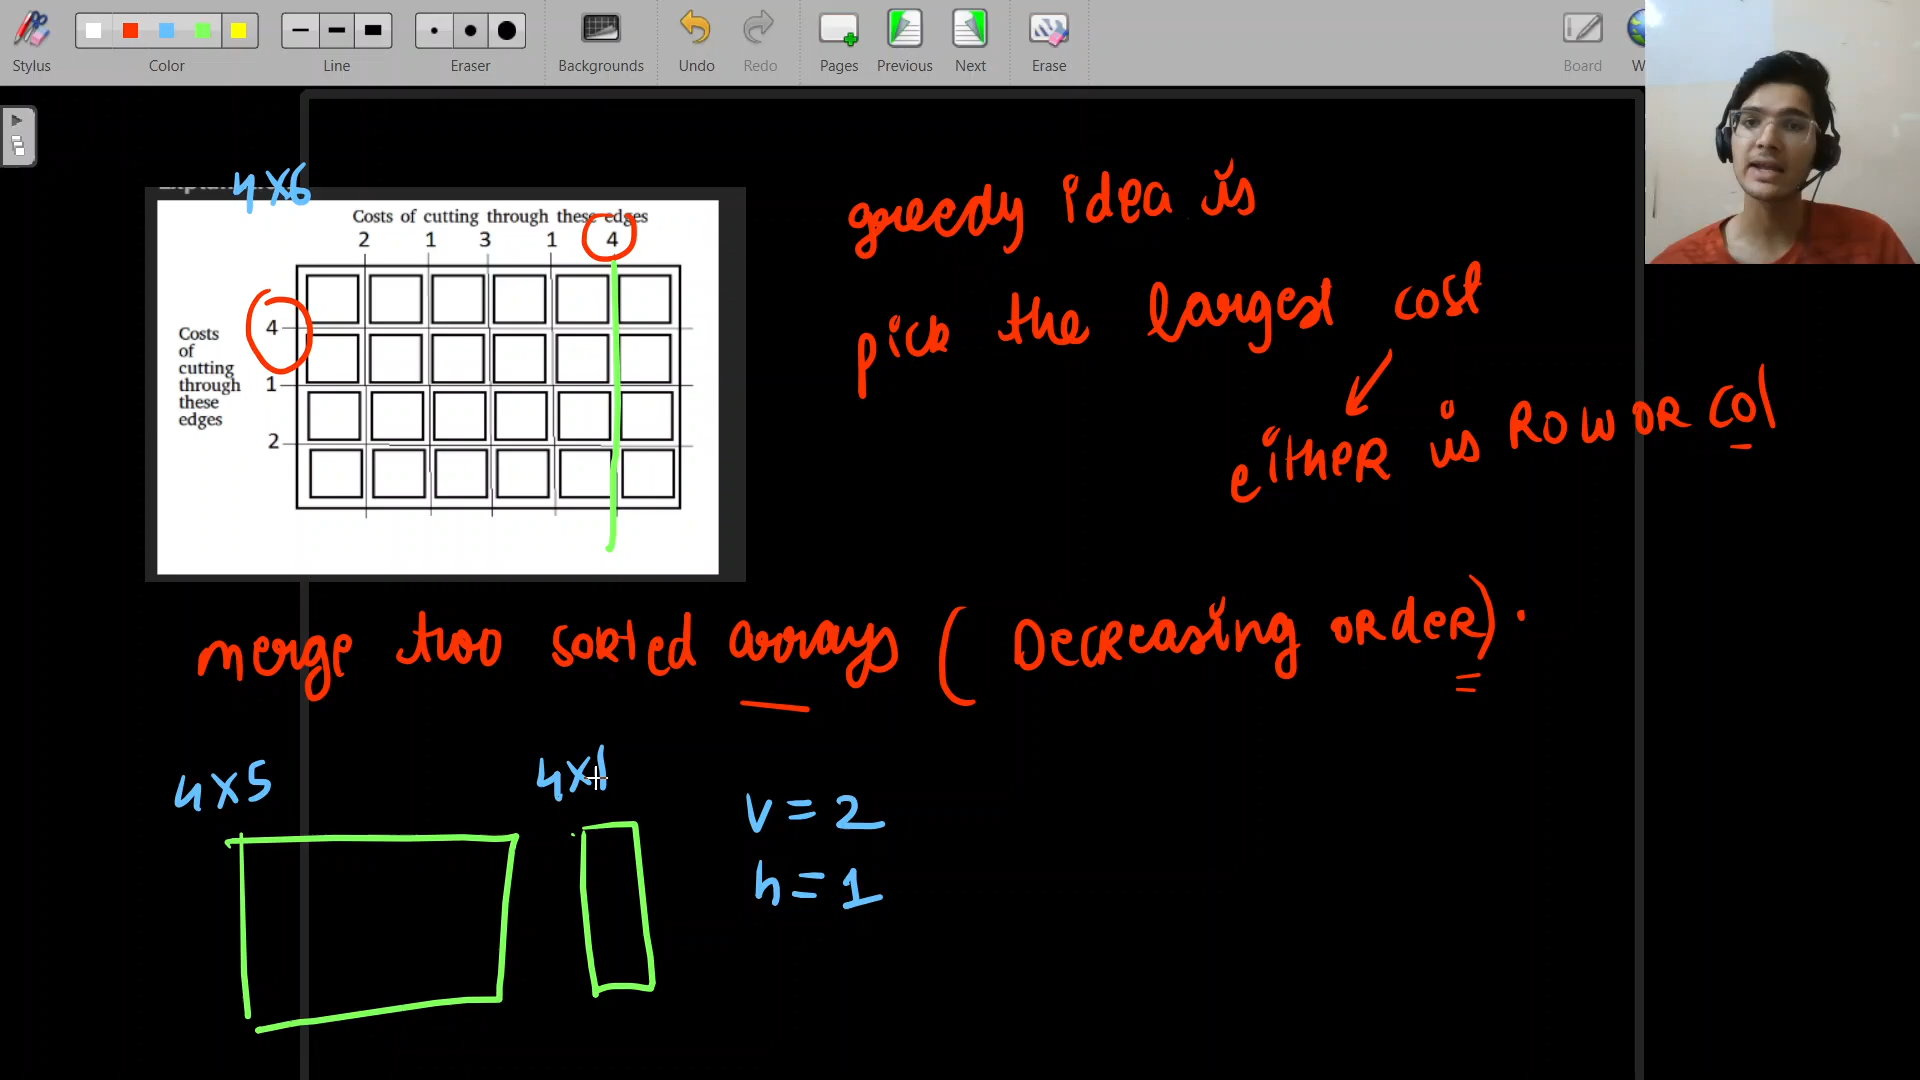 Stylus
Color
Line
Eraser
Backgrounds
Undo
Redo
Pages
Previous
Next
Erase
Board
W
4x6
Costs of cutting through these edges
2 1 3 1 4
Costs
of
cutting
through
these
edges
4
1
2
greedy idea is
pick the largest cost
either is ROW OR COl
merge two sorted arrays ( Decreasing order) .
4x5
4x1
v = 2
h = 1